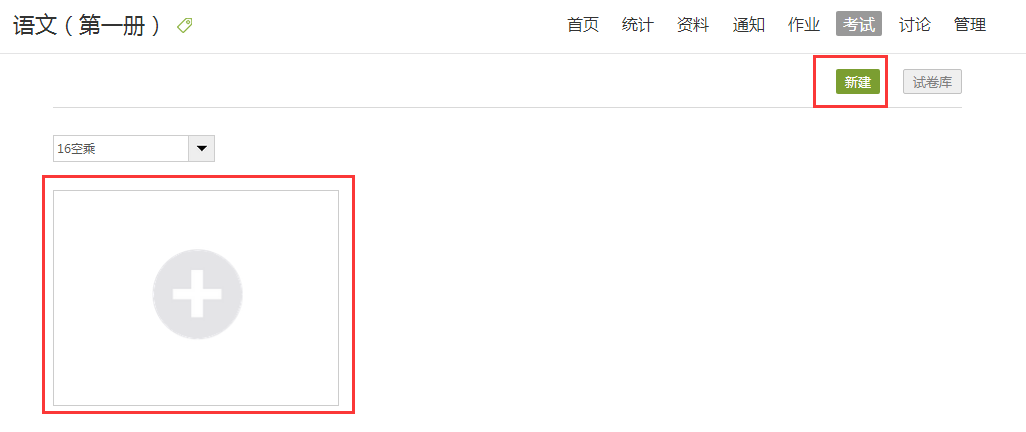 语文（第一册） 首页 统计 资料 通知 作业 考试 讨论 管理
新建 试卷库
16空乘